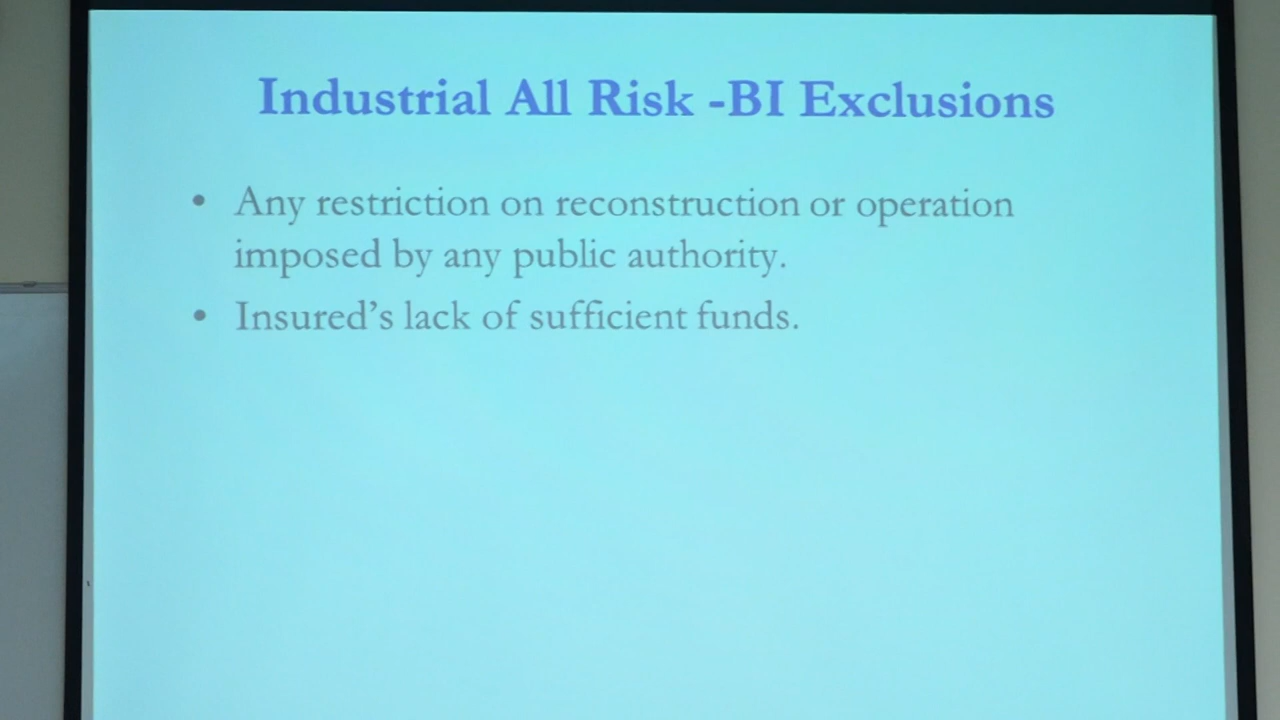 Industrial All Risk -BI Exclusions
• Any restriction on reconstruction or operation
imposed by any public authority.
• Insured’s lack of sufficient funds.